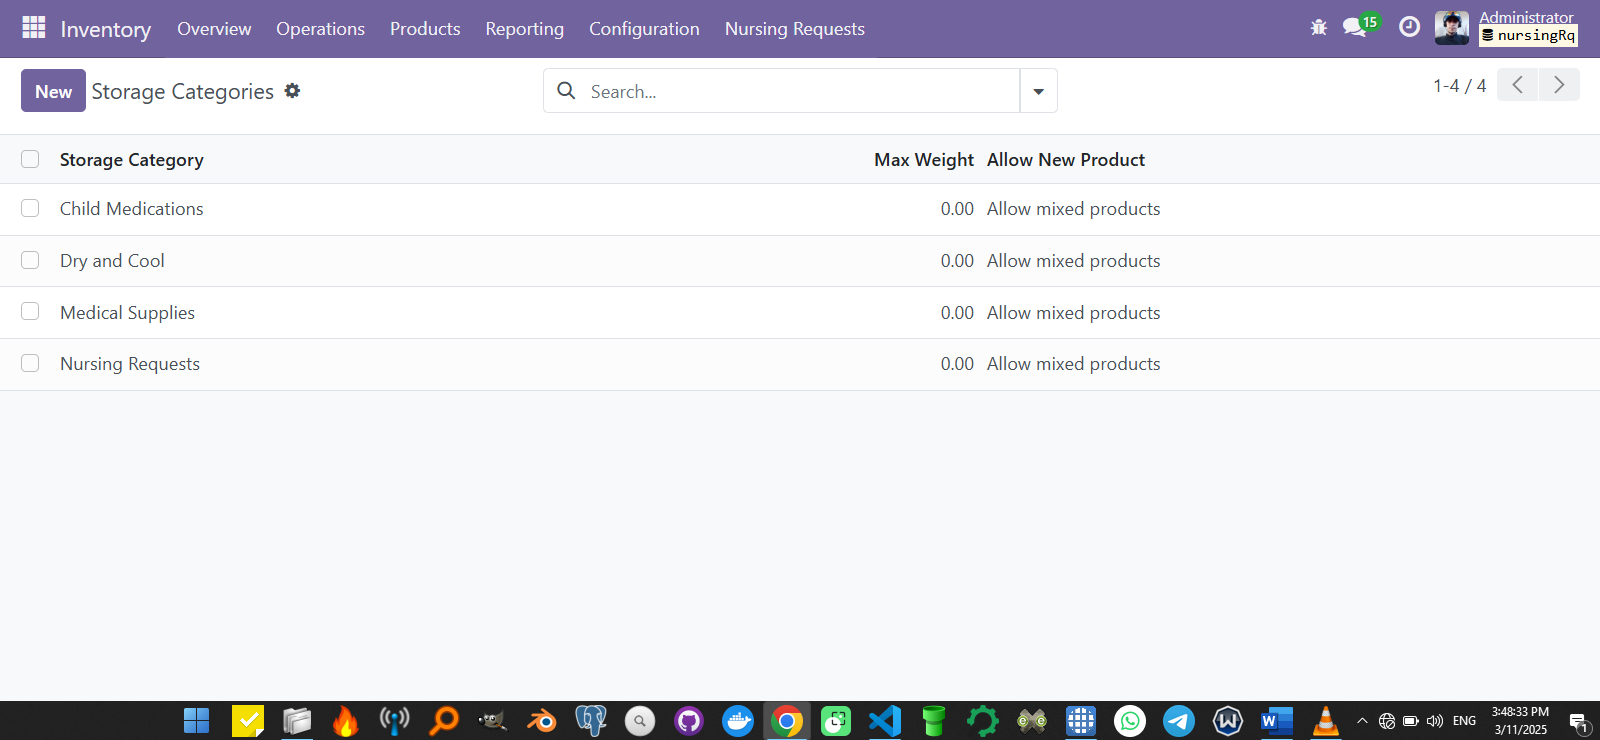 Inventory Overview Operations Products Reporting Configuration Nursing Requests 15 Administrator
nursingRq
New Storage Categories Search... 1-4 / 4
Storage Category Max Weight Allow New Product
Child Medications 0.00 Allow mixed products
Dry and Cool 0.00 Allow mixed products
Medical Supplies 0.00 Allow mixed products
Nursing Requests 0.00 Allow mixed products
ENG 3:48:33 PM
3/11/2025
1